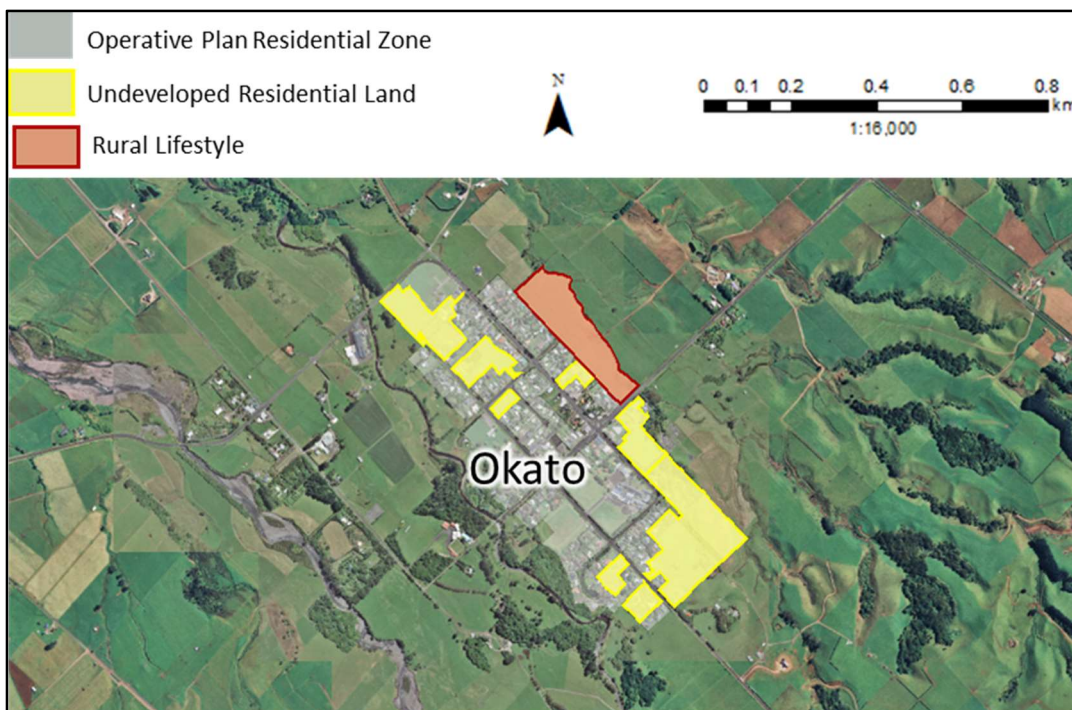 Operative Plan Residential Zone
Undeveloped Residential Land
Rural Lifestyle
N
0 0.1 0.2 0.4 0.6 0.8
km
1:16,000
Okato